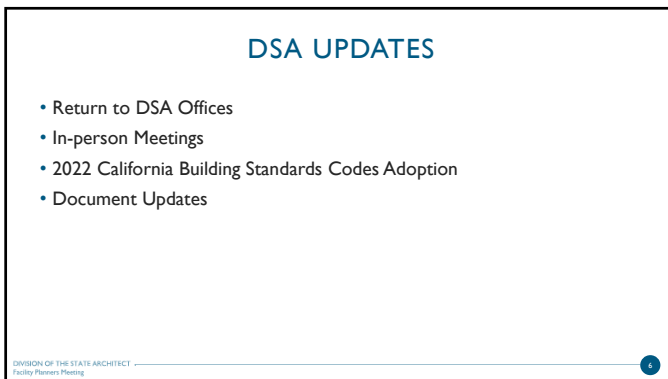 DSA UPDATES
• Return to DSA Offices
• In-person Meetings
• 2022 California Building Standards Codes Adoption
• Document Updates
DIVISION OF THE STATE ARCHITECT
Facility Planners Meeting
6